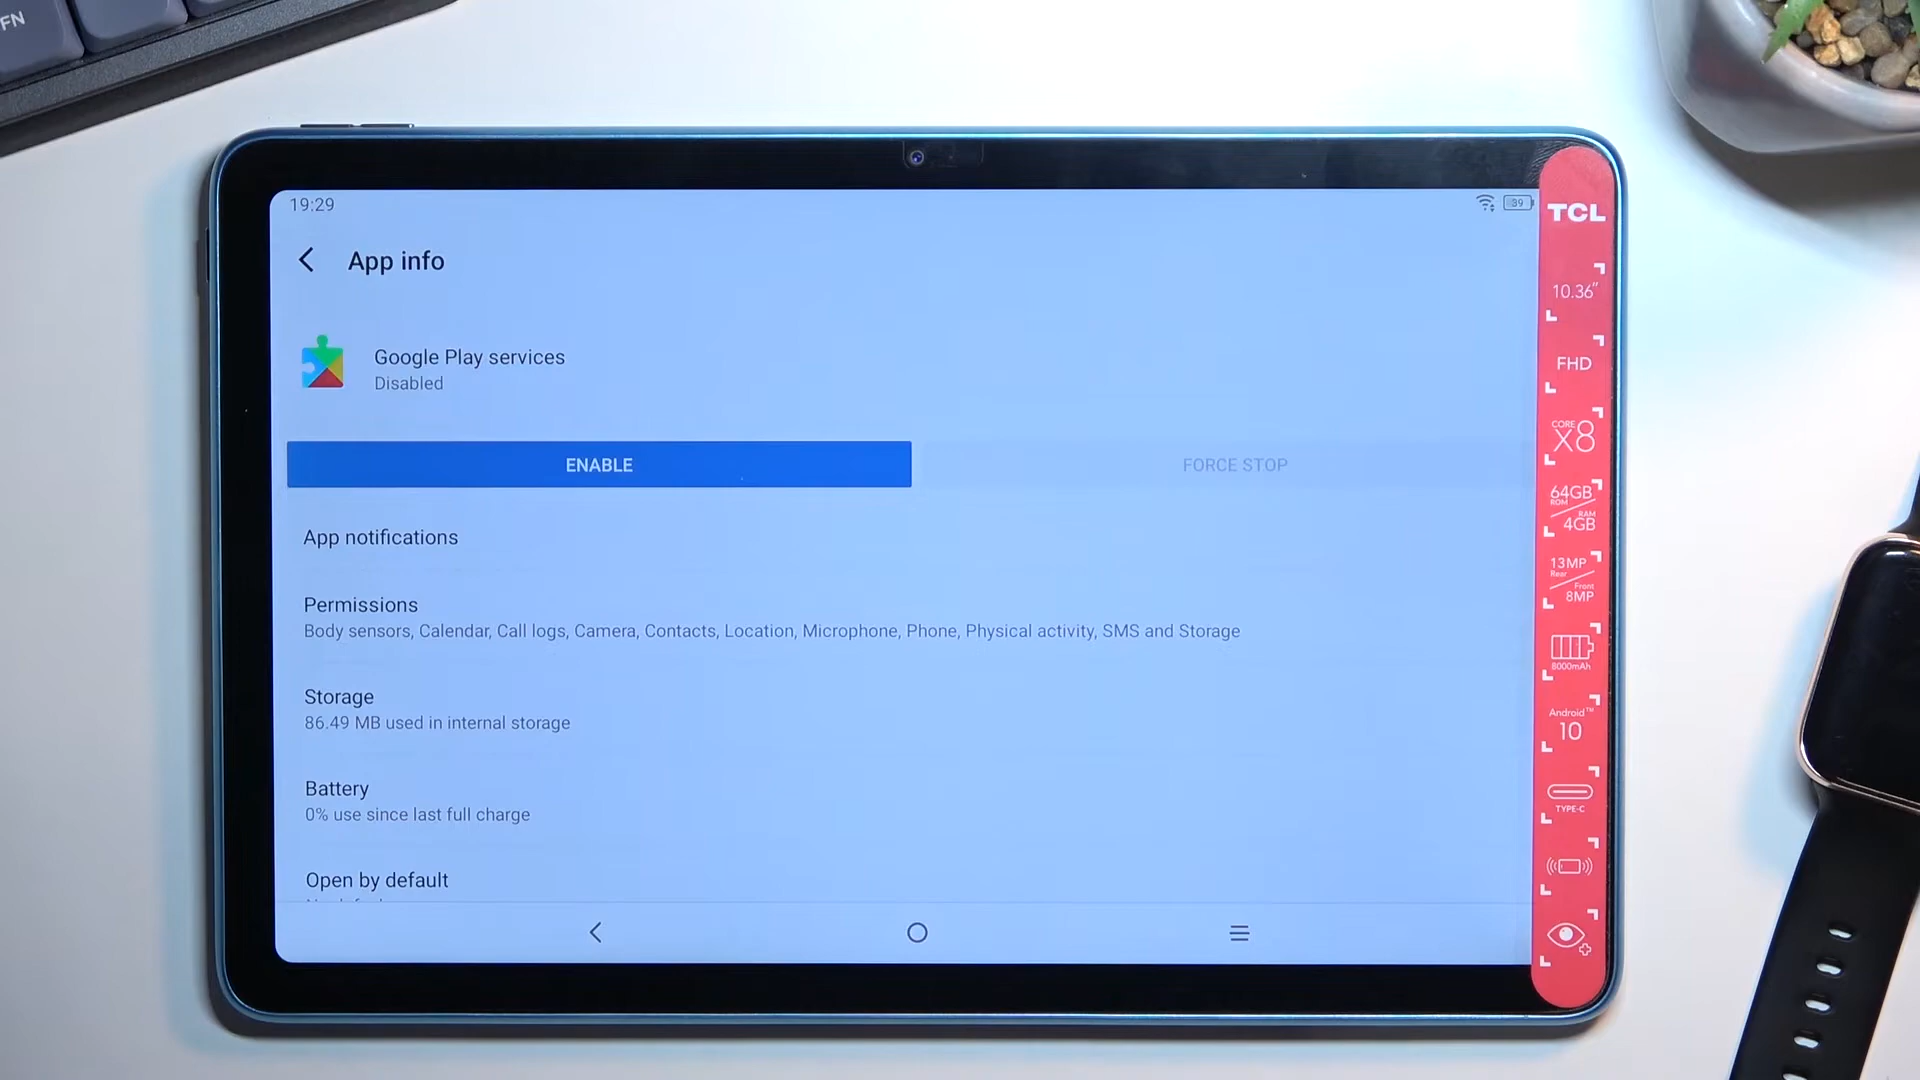 FN
19:29
39
App info
Google Play services
Disabled
ENABLE
FORCE STOP
App notifications
Permissions
Body sensors, Calendar, Call logs, Camera, Contacts, Location, Microphone, Phone, Physical activity, SMS and Storage
Storage
86.49 MB used in internal storage
Battery
0% use since last full charge
Open by default
TCL
10.36"
FHD
CORE
X8
64GB
ROM
RAM
4GB
13MP
Rear
Front
8MP
8000mAh
Android™
10
TYPE-C